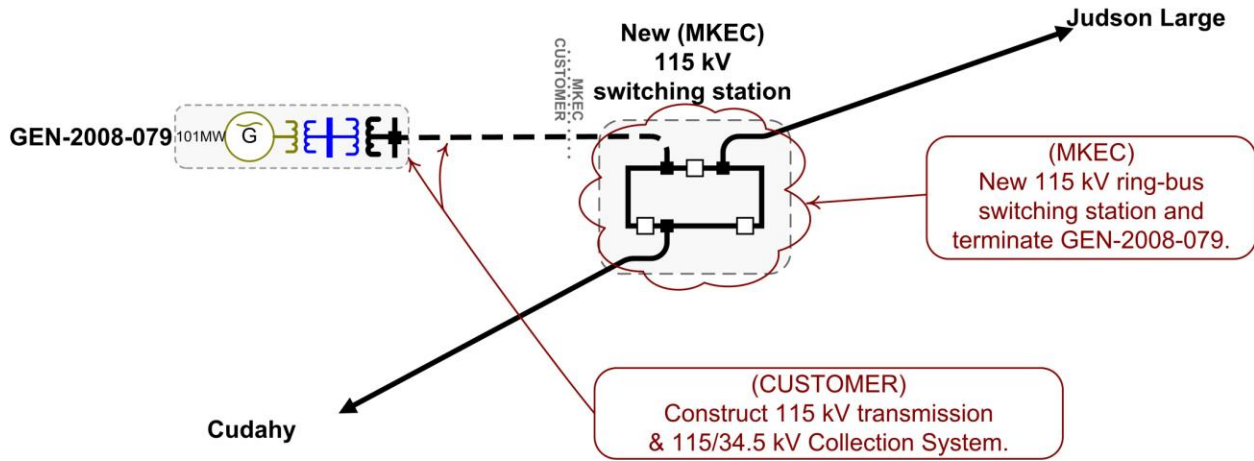 Judson Large
New (MKEC)
115 kV
switching station
CUSTOMER
MKEC
GEN-2008-079
101MW
G
(MKEC)
New 115 kV ring-bus
switching station and
terminate GEN-2008-079.
(CUSTOMER)
Construct 115 kV transmission
& 115/34.5 kV Collection System.
Cudahy